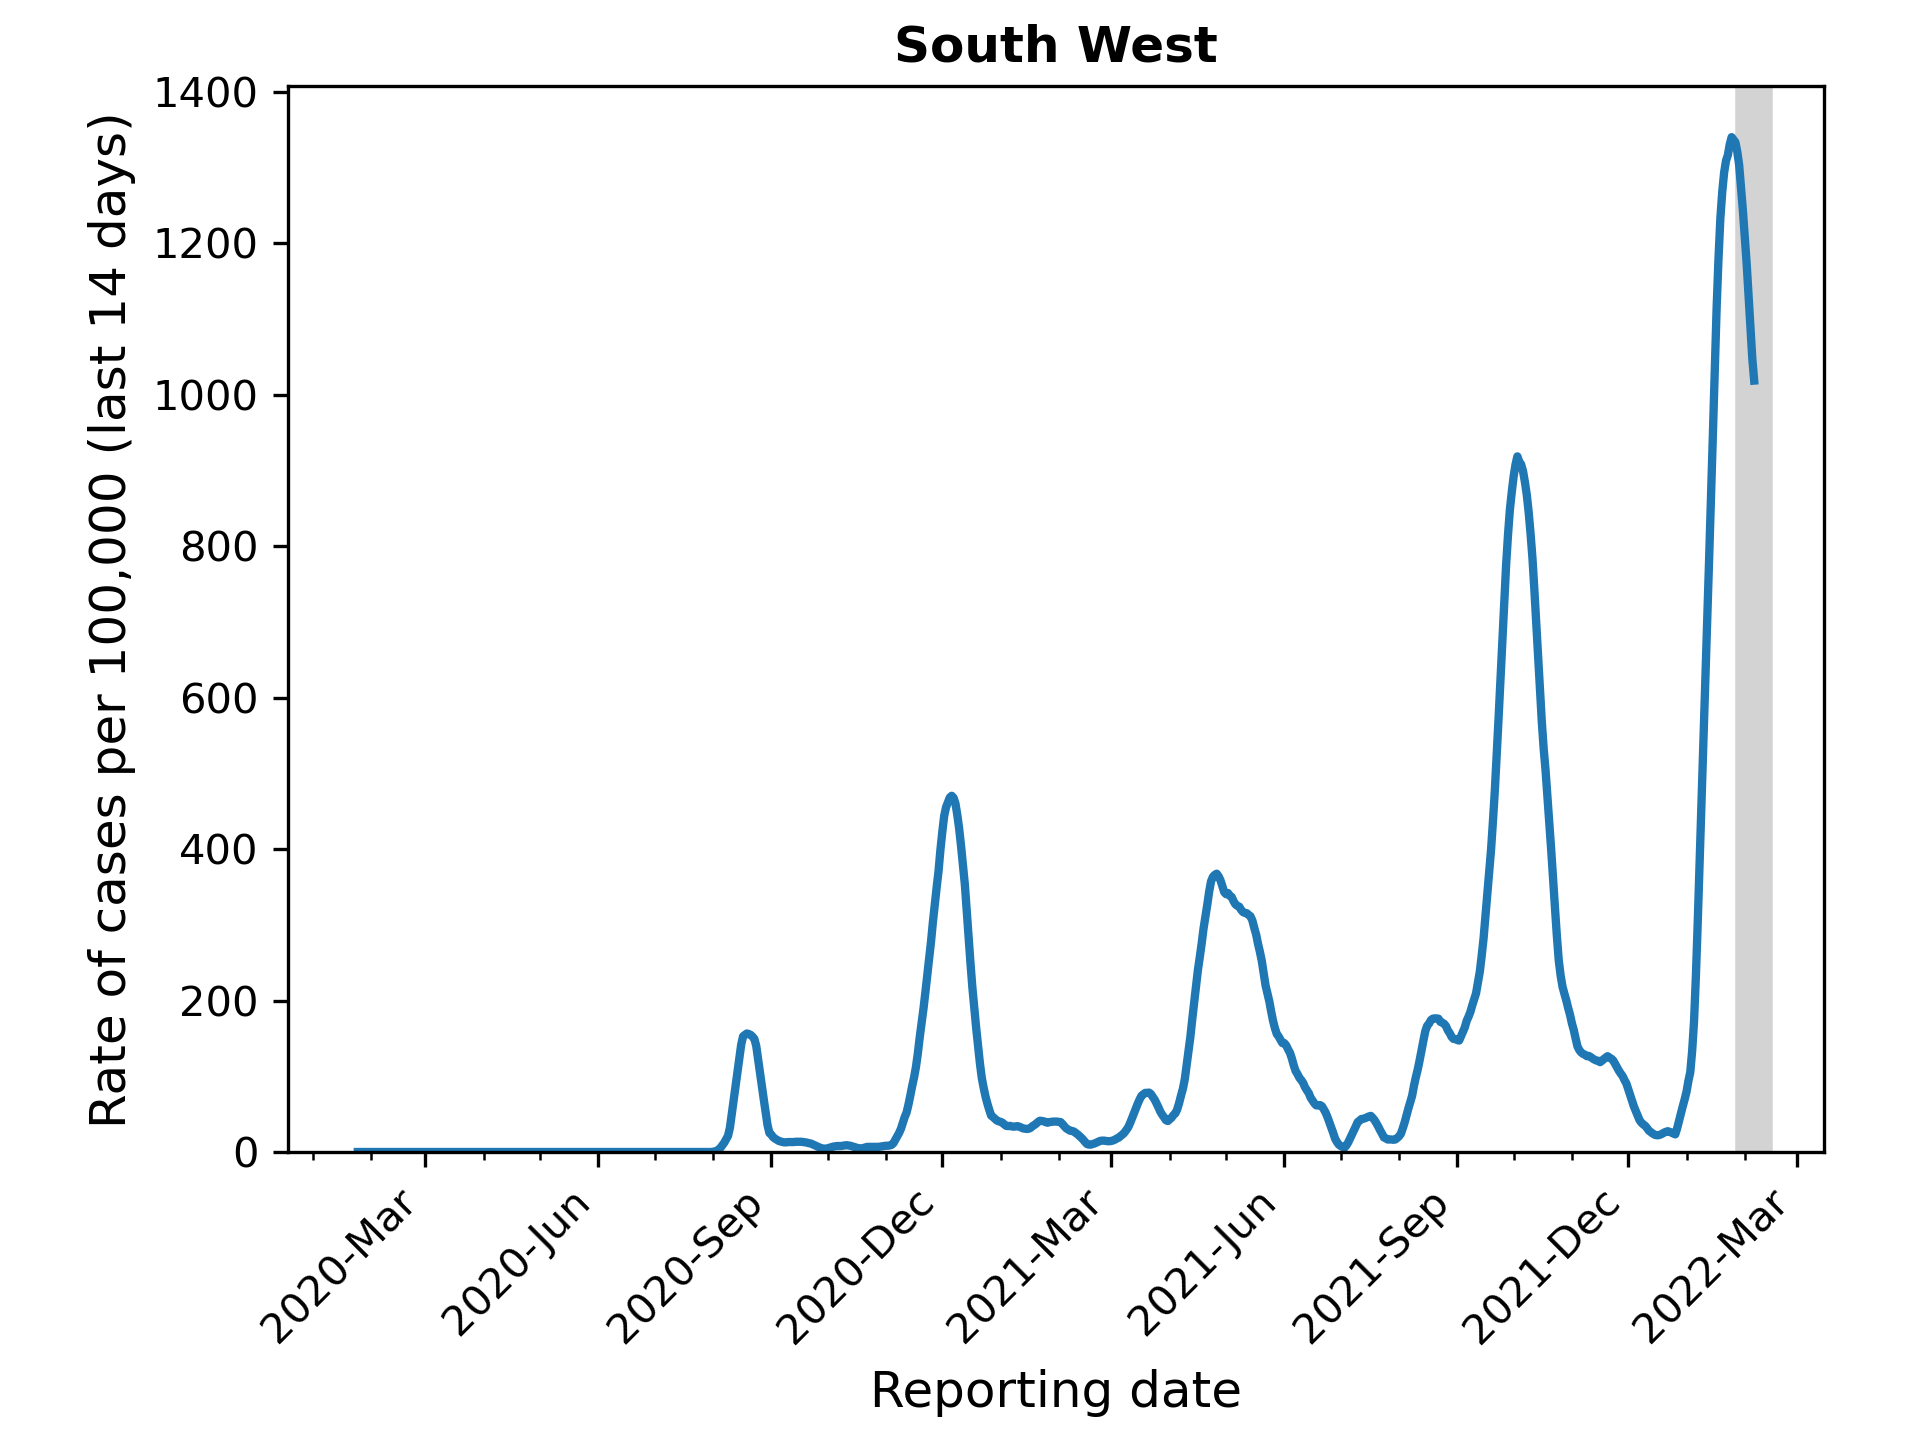 South West
Rate of cases per 100,000 (last 14 days)
1400
1200
1000
800
600
400
200
0
2020-Mar
2020-Jun
2020-Sep
2020-Dec
2021-Mar
2021-Jun
2021-Sep
2021-Dec
2022-Mar
Reporting date